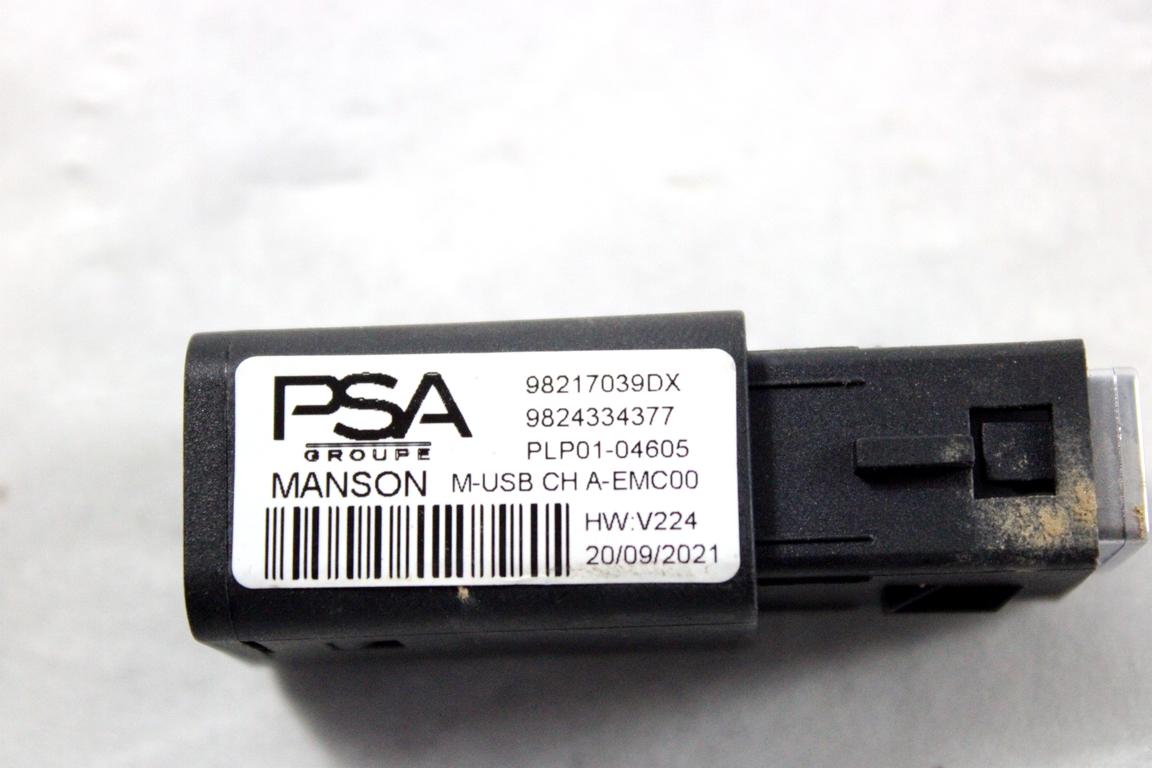 PSA
GROUPE
98217039DX
9824334377
PLP01-04605
MANSON M-USB CH A-EMC00
HW:V224
20/09/2021